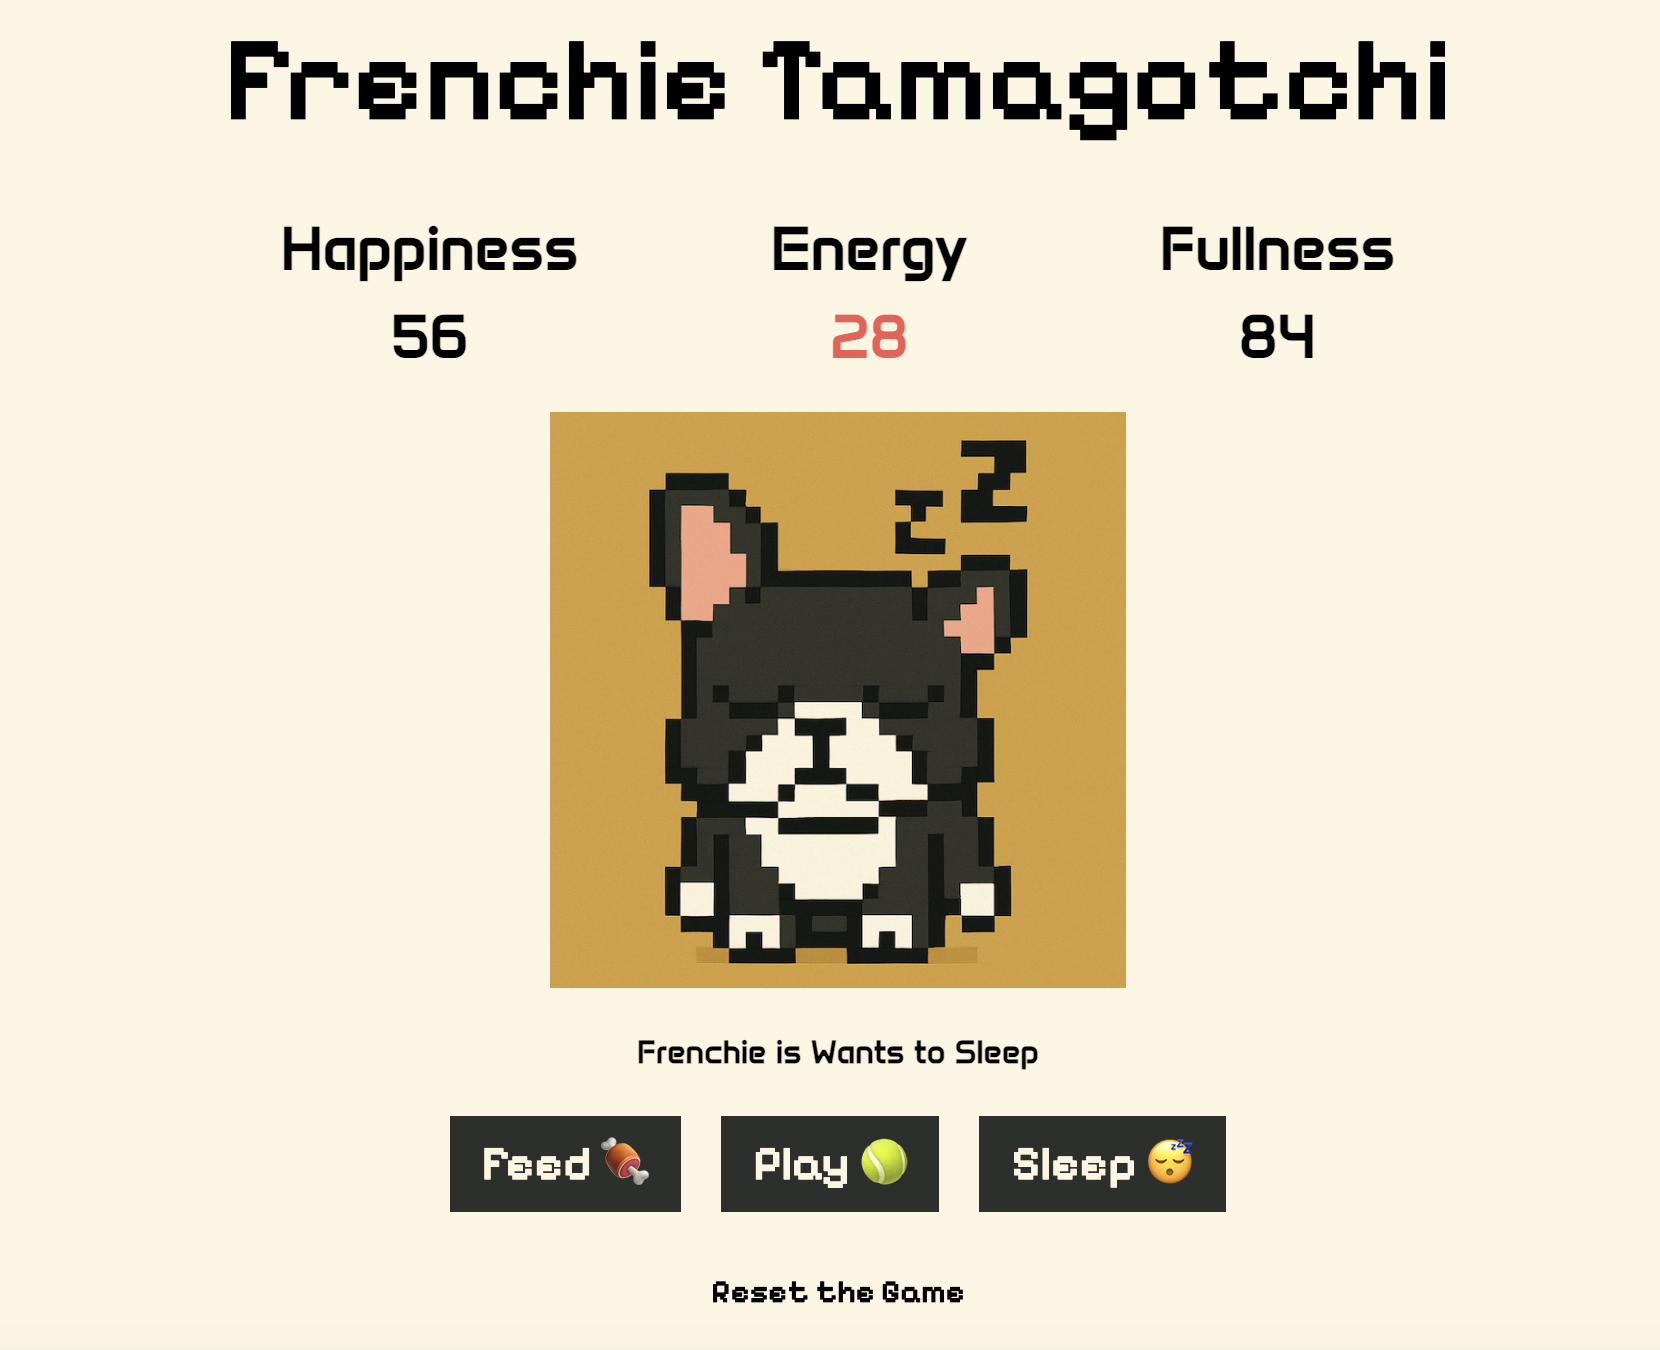 Frenchie Tamagotchi
Happiness Energy Fullness
56 28 84
z Z
Frenchie is Wants to Sleep
Feed Play Sleep
Reset the Game